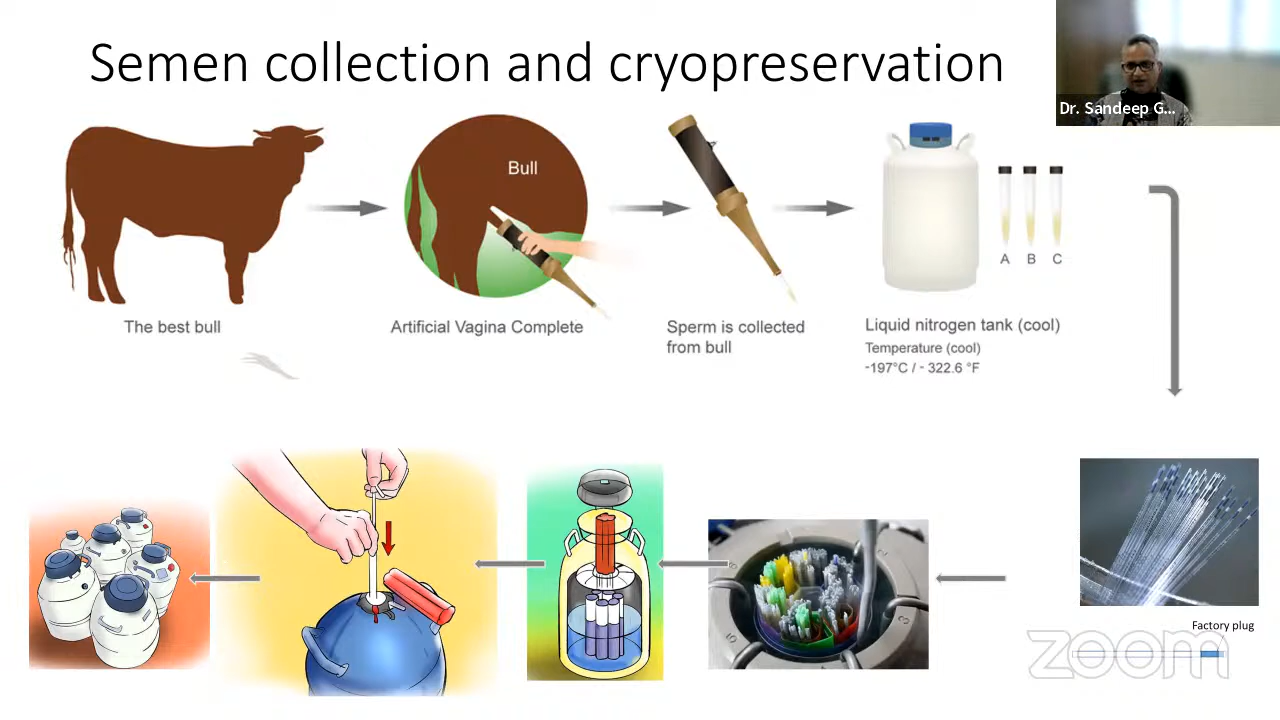 Semen collection and cryopreservation
Dr. Sandeep G...
Bull
A B C
The best bull
Artificial Vagina Complete
Sperm is collected
from bull
Liquid nitrogen tank (cool)
Temperature (cool)
-197°C / - 322.6 °F
Factory plug
zoom